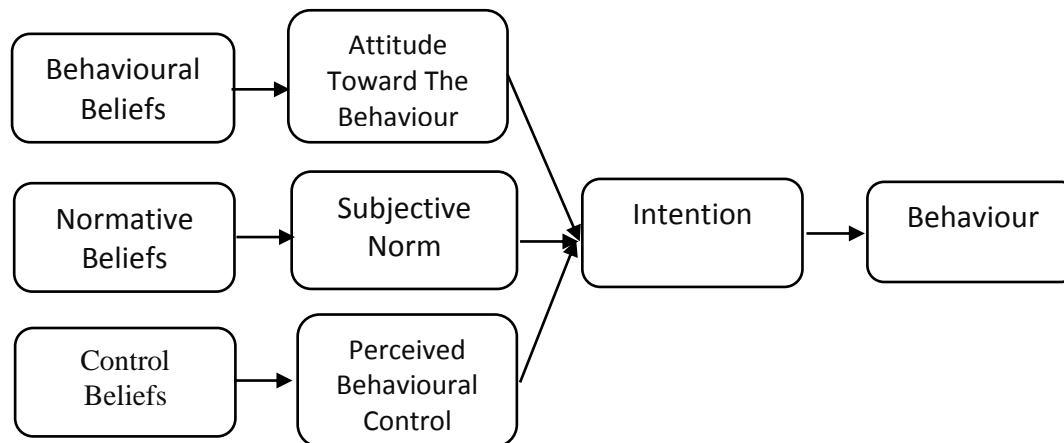 Behavioural
Beliefs
Attitude
Toward The
Behaviour
Normative
Beliefs
Subjective
Norm
Intention
Behaviour
Control
Beliefs
Perceived
Behavioural
Control